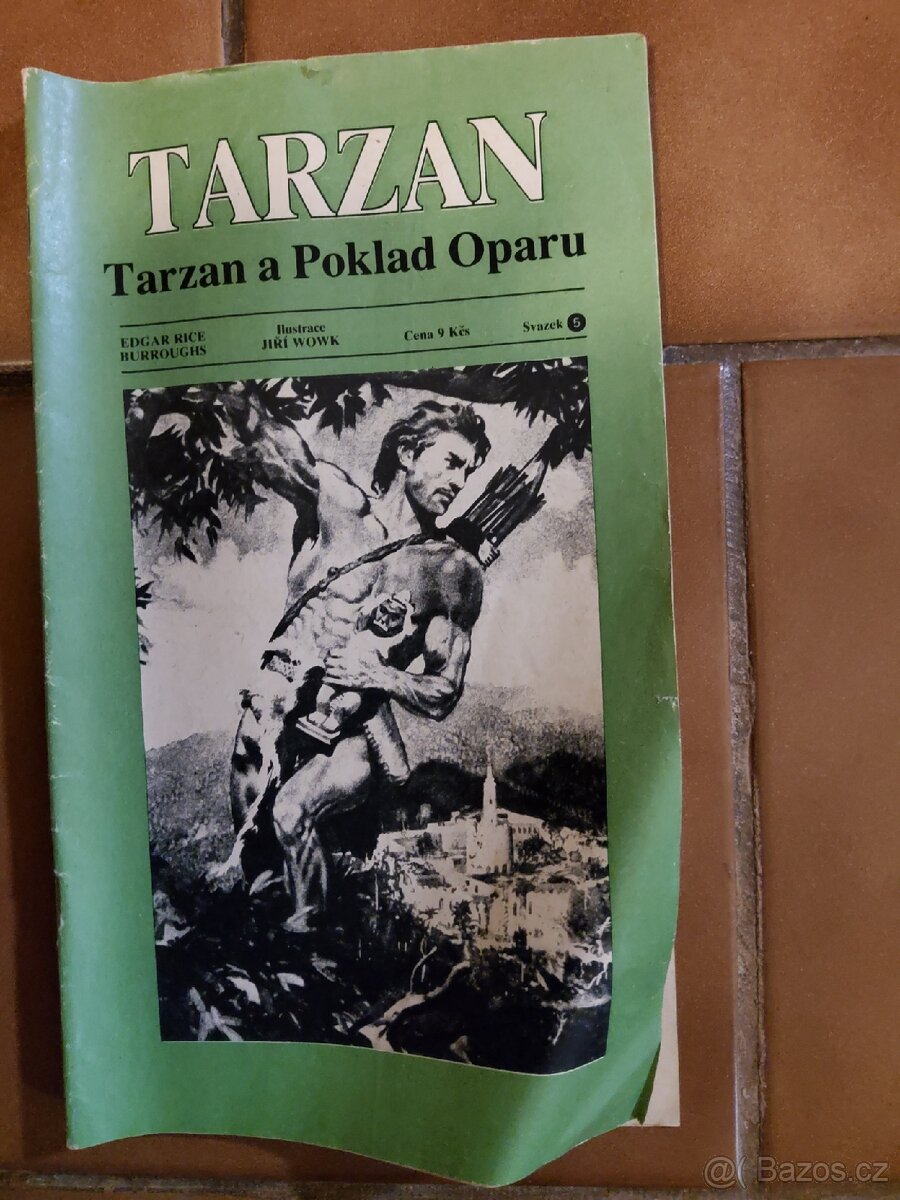 TARZAN
Tarzan a Poklad Oparu
EDGAR RICE
BURROUGHS
Ilustrace
JIŘÍ WOWK
Cena 9 Kčs
Svazek 5
@( Bazos.cz